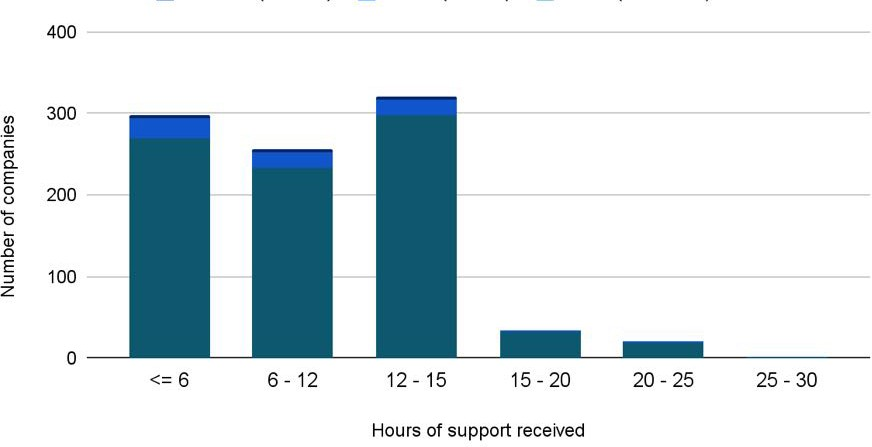 400
300
200
100
0
Number of companies
<= 6
6 - 12
12 - 15
15 - 20
20 - 25
25 - 30
Hours of support received